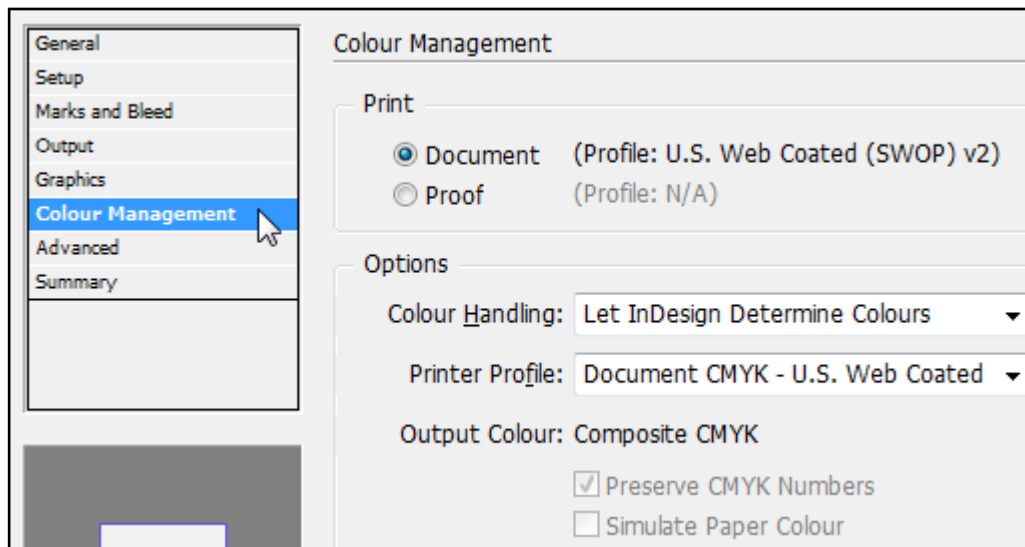 General
Setup
Marks and Bleed
Output
Graphics
Colour Management
Advanced
Summary
Colour Management
Print
Document (Profile: U.S. Web Coated (SWOP) v2)
Proof (Profile: N/A)
Options
Colour Handling: Let InDesign Determine Colours
Printer Profile: Document CMYK - U.S. Web Coated
Output Colour: Composite CMYK
Preserve CMYK Numbers
Simulate Paper Colour